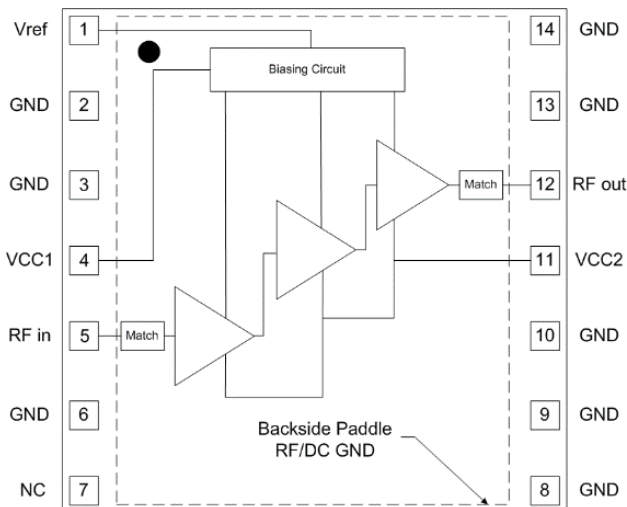 Vref 1 14 GND
Biasing Circuit
GND 2 13 GND
GND 3 Match 12 RF out
VCC1 4 11 VCC2
RF in 5 Match 10 GND
GND 6 9 GND
Backside Paddle
RF/DC GND
NC 7 8 GND